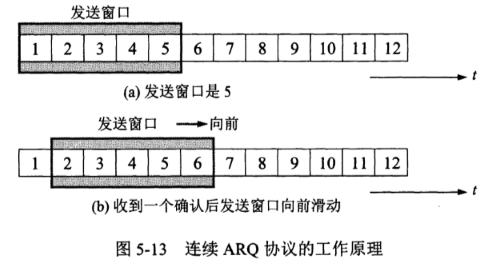 发送窗口
1 2 3 4 5 6 7 8 9 10 11 12
t
(a) 发送窗口是 5
发送窗口 向前
1 2 3 4 5 6 7 8 9 10 11 12
t
(b) 收到一个确认后发送窗口向前滑动
图 5-13 连续 ARQ 协议的工作原理